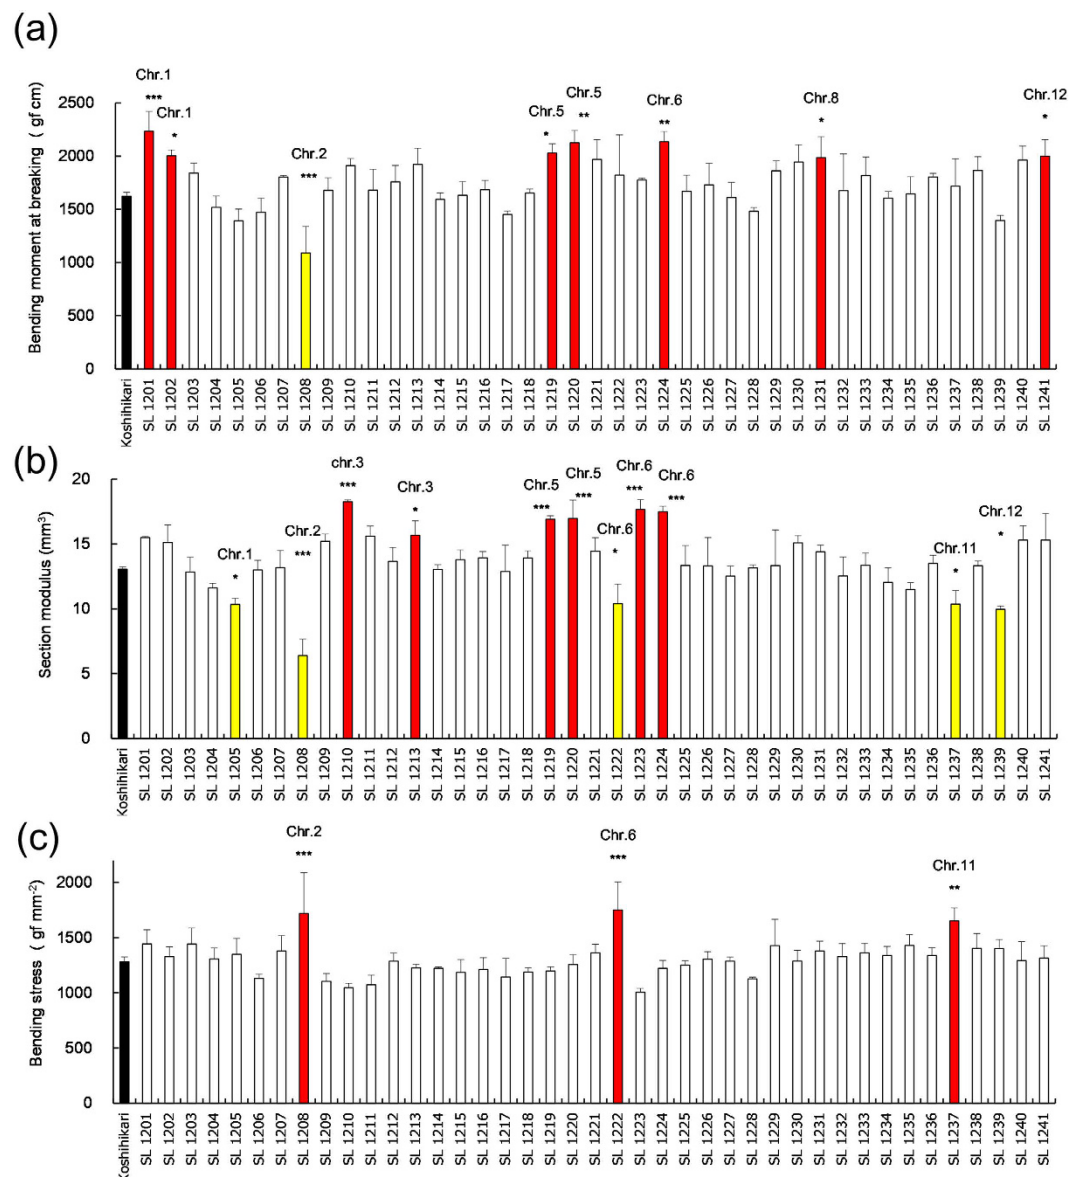 (a)
Chr.1
***
Chr.1
*
Chr.2
***
Chr.5
*
Chr.5
**
Chr.6
**
Chr.8
*
Chr.12
*
Bending moment at breaking ( gf cm)
2500
2000
1500
1000
500
0
Koshihikari
SL 1201
SL 1202
SL 1203
SL 1204
SL 1205
SL 1206
SL 1207
SL 1208
SL 1209
SL 1210
SL 1211
SL 1212
SL 1213
SL 1214
SL 1215
SL 1216
SL 1217
SL 1218
SL 1219
SL 1220
SL 1221
SL 1222
SL 1223
SL 1224
SL 1225
SL 1226
SL 1227
SL 1228
SL 1229
SL 1230
SL 1231
SL 1232
SL 1233
SL 1234
SL 1235
SL 1236
SL 1237
SL 1238
SL 1239
SL 1240
SL 1241
(b)
Chr.1
*
Chr.2
***
chr.3
***
Chr.3
*
Chr.5
***
Chr.5
***
Chr.6
*
Chr.6
***
Chr.6
***
Chr.11
*
Chr.12
*
Section modulus (mm³)
20
15
10
5
0
Koshihikari
SL 1201
SL 1202
SL 1203
SL 1204
SL 1205
SL 1206
SL 1207
SL 1208
SL 1209
SL 1210
SL 1211
SL 1212
SL 1213
SL 1214
SL 1215
SL 1216
SL 1217
SL 1218
SL 1219
SL 1220
SL 1221
SL 1222
SL 1223
SL 1224
SL 1225
SL 1226
SL 1227
SL 1228
SL 1229
SL 1230
SL 1231
SL 1232
SL 1233
SL 1234
SL 1235
SL 1236
SL 1237
SL 1238
SL 1239
SL 1240
SL 1241
(c)
Chr.2
***
Chr.6
***
Chr.11
**
Bending stress ( gf mm⁻²)
2000
1500
1000
500
0
Koshihikari
SL 1201
SL 1202
SL 1203
SL 1204
SL 1205
SL 1206
SL 1207
SL 1208
SL 1209
SL 1210
SL 1211
SL 1212
SL 1213
SL 1214
SL 1215
SL 1216
SL 1217
SL 1218
SL 1219
SL 1220
SL 1221
SL 1222
SL 1223
SL 1224
SL 1225
SL 1226
SL 1227
SL 1228
SL 1229
SL 1230
SL 1231
SL 1232
SL 1233
SL 1234
SL 1235
SL 1236
SL 1237
SL 1238
SL 1239
SL 1240
SL 1241